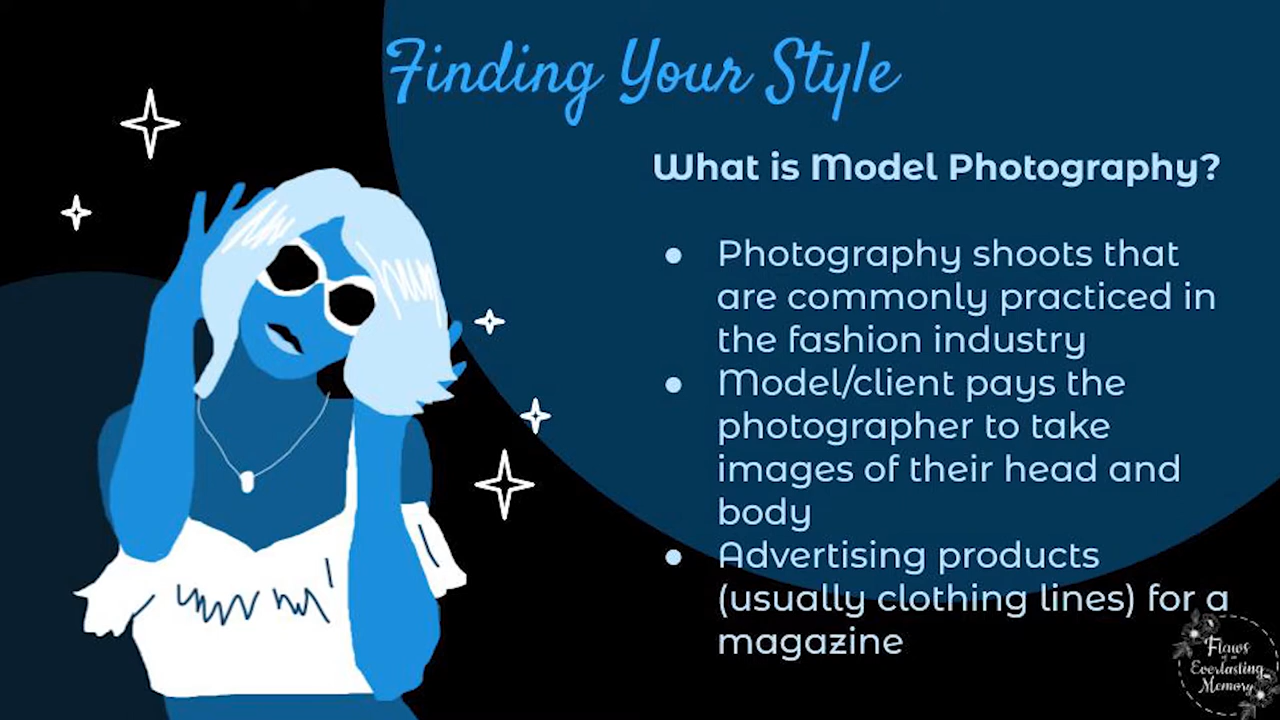 Finding Your Style
What is Model Photography?
● Photography shoots that
are commonly practiced in
the fashion industry
● Model/client pays the
photographer to take
images of their head and
body
● Advertising products
(usually clothing lines) for a
magazine
Flaws
of an
Everlasting
Memory